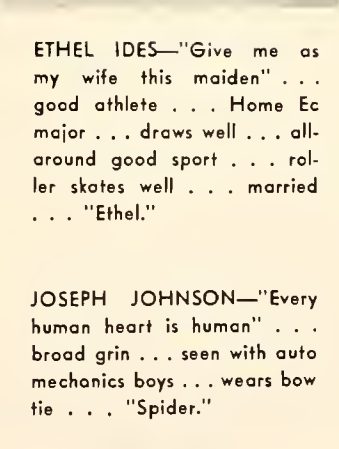 ETHEL IDES—"Give me as
my wife this maiden" . . .
good athlete . . . Home Ec
major . . . draws well . . . all-
around good sport . . . rol-
ler skates well . . . married
. . . "Ethel."
JOSEPH JOHNSON—"Every
human heart is human" . . .
broad grin . . . seen with auto
mechanics boys . . . wears bow
tie . . . "Spider."